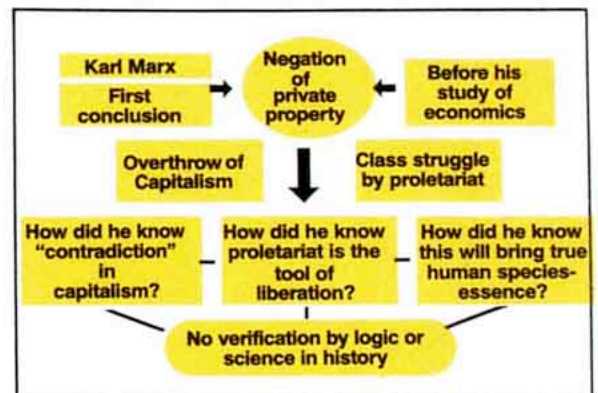 Karl Marx
First
conclusion
Negation
of
private
property
Before his
study of
economics
Overthrow of
Capitalism
Class struggle
by proletariat
How did he know
"contradiction"
in
capitalism?
How did he know
proletariat is the
tool of
liberation?
How did he know
this will bring true
human species-
essence?
No verification by logic or
science in history